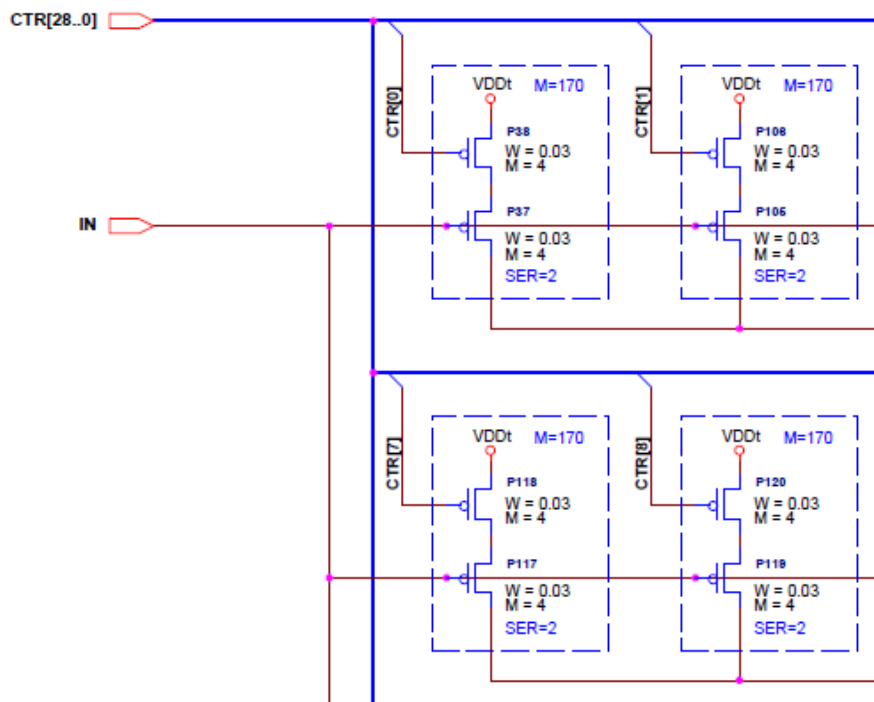 CTR[28..0]
CTR[0]
VDDt M=170
P38
W = 0.03
M = 4
P37
W = 0.03
M = 4
SER=2
CTR[1]
VDDt M=170
P106
W = 0.03
M = 4
P105
W = 0.03
M = 4
SER=2
IN
CTR[7]
VDDt M=170
P118
W = 0.03
M = 4
P117
W = 0.03
M = 4
SER=2
CTR[8]
VDDt M=170
P120
W = 0.03
M = 4
P119
W = 0.03
M = 4
SER=2